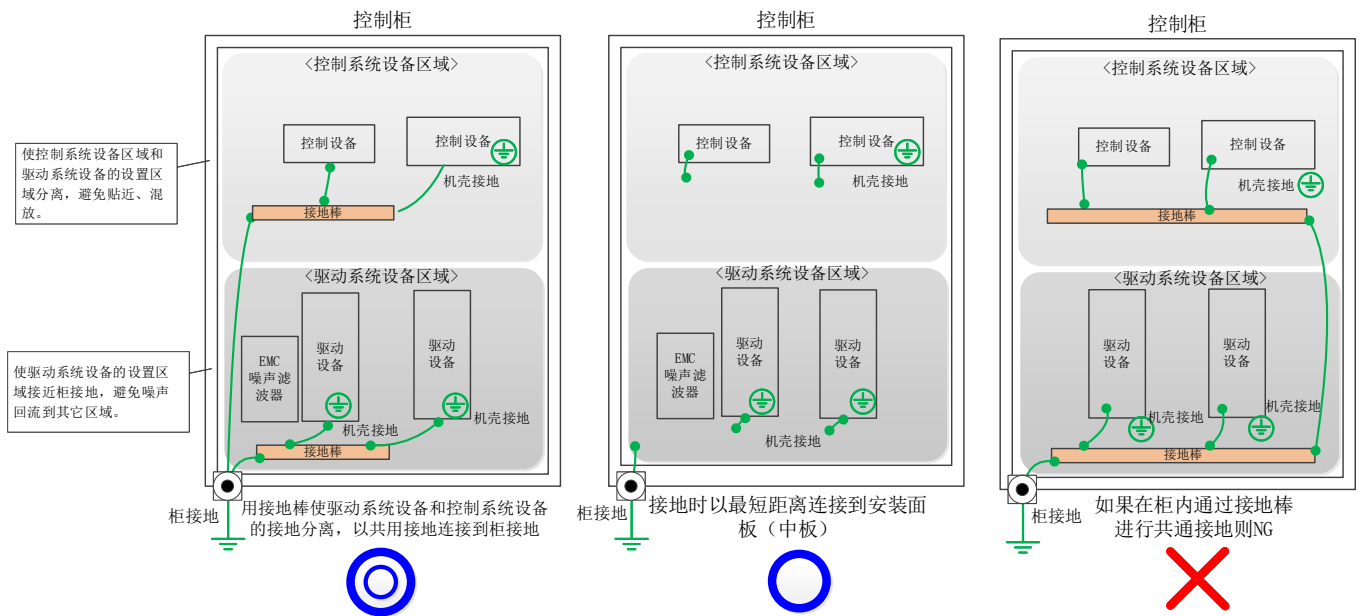 控制柜
<控制系统设备区域>
控制设备
控制设备
机壳接地
接地棒
使控制系统设备区域和
驱动系统设备的设置区
域分离，避免贴近、混
放。
<驱动系统设备区域>
EMC
噪声滤
波器
驱动
设备
驱动
设备
机壳接地
接地棒
使驱动系统设备的设置区
域接近柜接地，避免噪声
回流到其它区域。
柜接地
用接地棒使驱动系统设备和控制系统设备
的接地分离，以共用接地连接到柜接地
控制柜
<控制系统设备区域>
控制设备
控制设备
机壳接地
<驱动系统设备区域>
EMC
噪声滤
波器
驱动
设备
驱动
设备
机壳接地
柜接地
接地时以最短距离连接到安装面
板（中板）
控制柜
<控制系统设备区域>
控制设备
控制设备
机壳接地
接地棒
<驱动系统设备区域>
驱动
设备
驱动
设备
机壳接地
机壳接地
接地棒
柜接地
如果在柜内通过接地棒
进行共通接地则NG